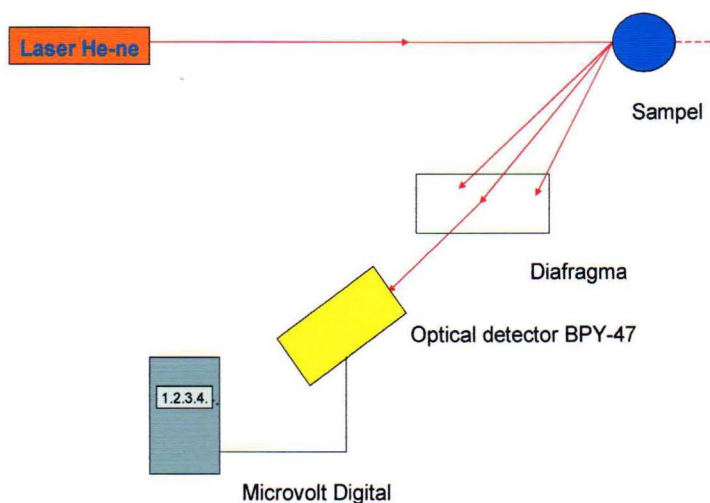 Laser He-ne
Sampel
Diafragma
Optical detector BPY-47
1.2.3.4.
Microvolt Digital